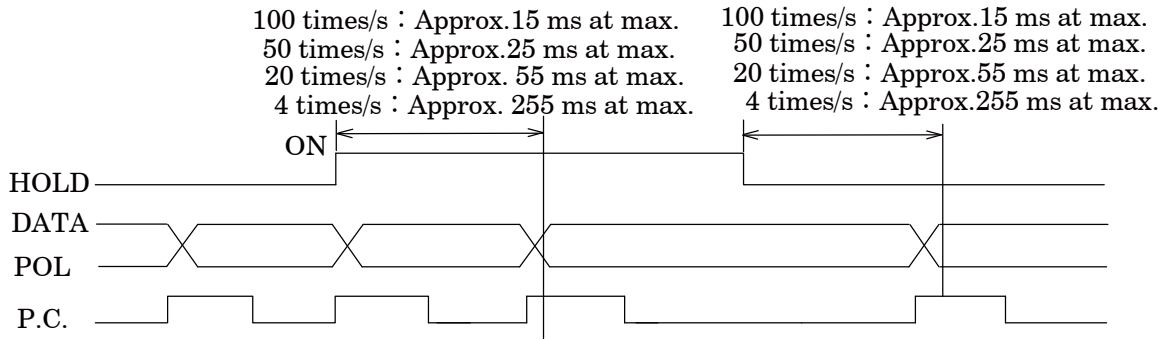 100 times/s：Approx.15 ms at max.
50 times/s：Approx.25 ms at max.
20 times/s：Approx. 55 ms at max.
4 times/s：Approx. 255 ms at max.
100 times/s：Approx.15 ms at max.
50 times/s：Approx.25 ms at max.
20 times/s：Approx.55 ms at max.
4 times/s：Approx.255 ms at max.
ON
HOLD
DATA
POL
P.C.